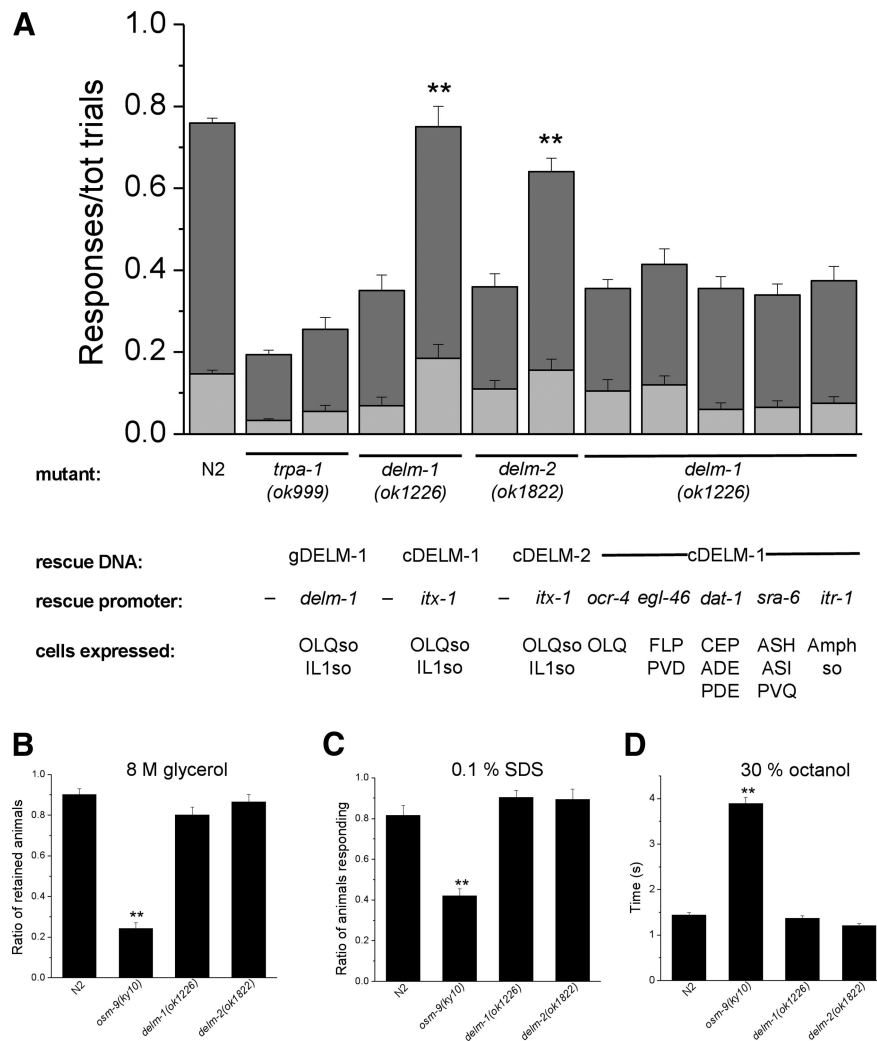 A
Responses/tot trials
1.0
0.8
0.6
0.4
0.2
0.0
**
**
mutant:
N2
trpa-1
(ok999)
delm-1
(ok1226)
delm-2
(ok1822)
delm-1
(ok1226)
rescue DNA: gDELM-1 cDELM-1 cDELM-2 cDELM-1
rescue promoter: – delm-1 – itx-1 – itx-1 ocr-4 egl-46 dat-1 sra-6 itr-1
cells expressed: OLQso OLQso OLQso OLQ FLP CEP ASH Amph
IL1so IL1so IL1so PVD ADE ASI so
PDE PVQ
B
8 M glycerol
Ratio of retained animals
1.0
0.8
0.6
0.4
0.2
0.0
**
N2
osm-9(ky10)
delm-1(ok1226)
delm-2(ok1822)
C
0.1 % SDS
Ratio of animals responding
1.0
0.8
0.6
0.4
0.2
0.0
**
N2
osm-9(ky10)
delm-1(ok1226)
delm-2(ok1822)
D
30 % octanol
Time (s)
4
3
2
1
0
**
N2
osm-9(ky10)
delm-1(ok1226)
delm-2(ok1822)